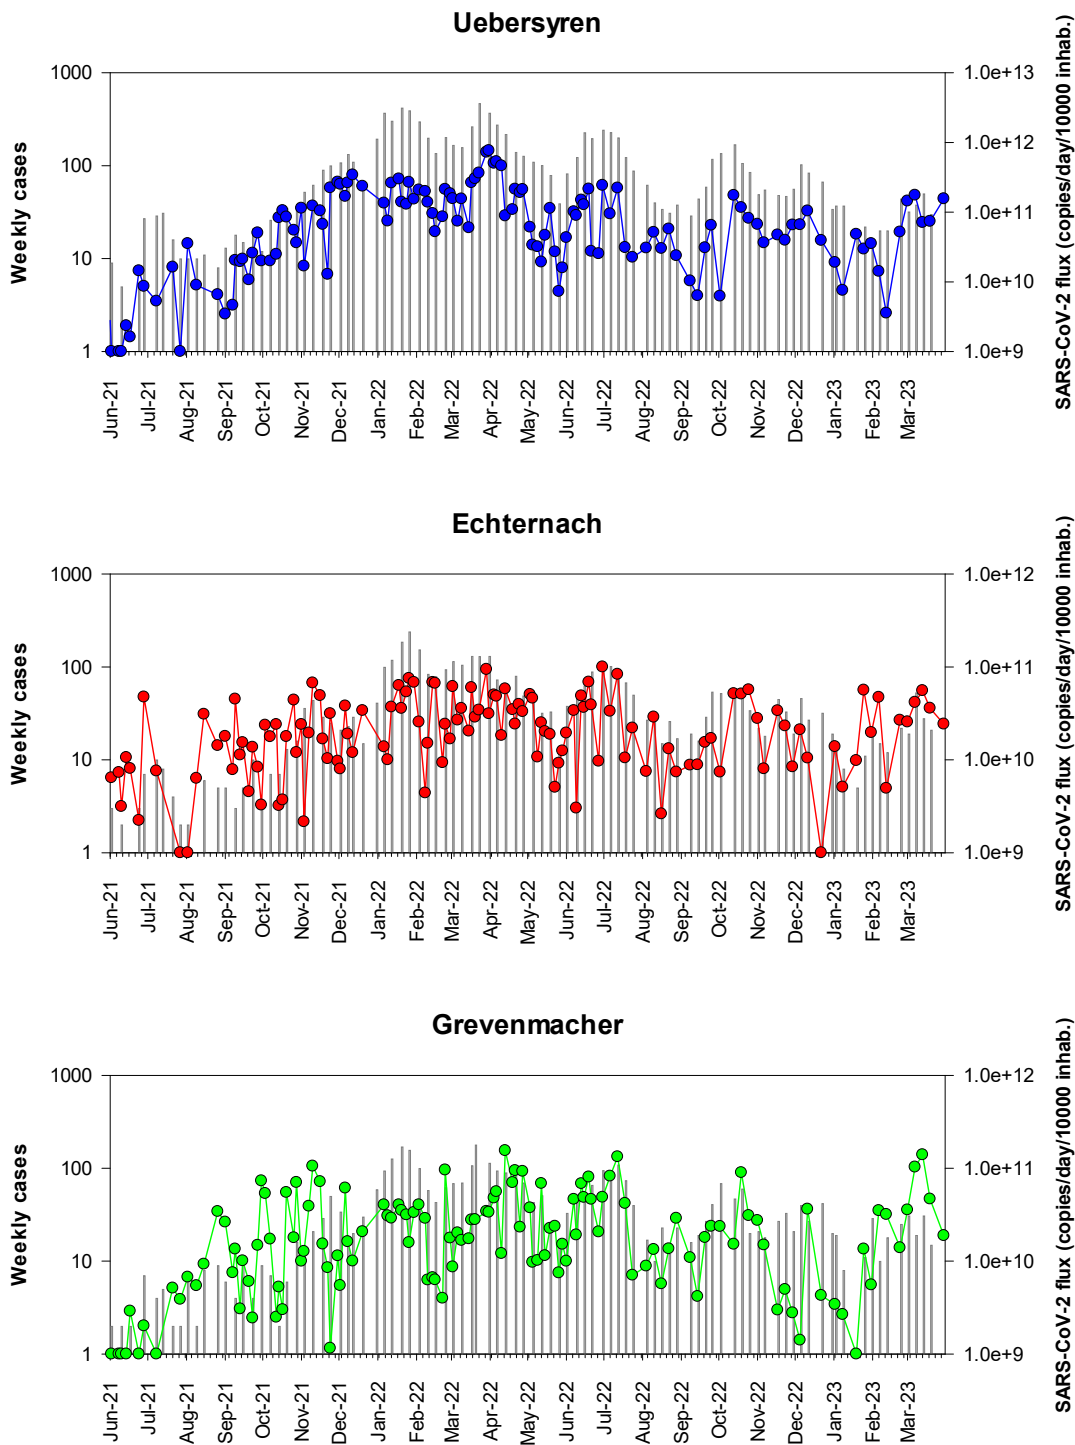 Uebersyren
Weekly cases
1000
100
10
1
1.0e+13
1.0e+12
1.0e+11
1.0e+10
1.0e+9
SARS-CoV-2 flux (copies/day/10000 inhab.)
Jun-21
Jul-21
Aug-21
Sep-21
Oct-21
Nov-21
Dec-21
Jan-22
Feb-22
Mar-22
Apr-22
May-22
Jun-22
Jul-22
Aug-22
Sep-22
Oct-22
Nov-22
Dec-22
Jan-23
Feb-23
Mar-23
Echternach
Weekly cases
1000
100
10
1
1.0e+12
1.0e+11
1.0e+10
1.0e+9
SARS-CoV-2 flux (copies/day/10000 inhab.)
Jun-21
Jul-21
Aug-21
Sep-21
Oct-21
Nov-21
Dec-21
Jan-22
Feb-22
Mar-22
Apr-22
May-22
Jun-22
Jul-22
Aug-22
Sep-22
Oct-22
Nov-22
Dec-22
Jan-23
Feb-23
Mar-23
Grevenmacher
Weekly cases
1000
100
10
1
1.0e+12
1.0e+11
1.0e+10
1.0e+9
SARS-CoV-2 flux (copies/day/10000 inhab.)
Jun-21
Jul-21
Aug-21
Sep-21
Oct-21
Nov-21
Dec-21
Jan-22
Feb-22
Mar-22
Apr-22
May-22
Jun-22
Jul-22
Aug-22
Sep-22
Oct-22
Nov-22
Dec-22
Jan-23
Feb-23
Mar-23